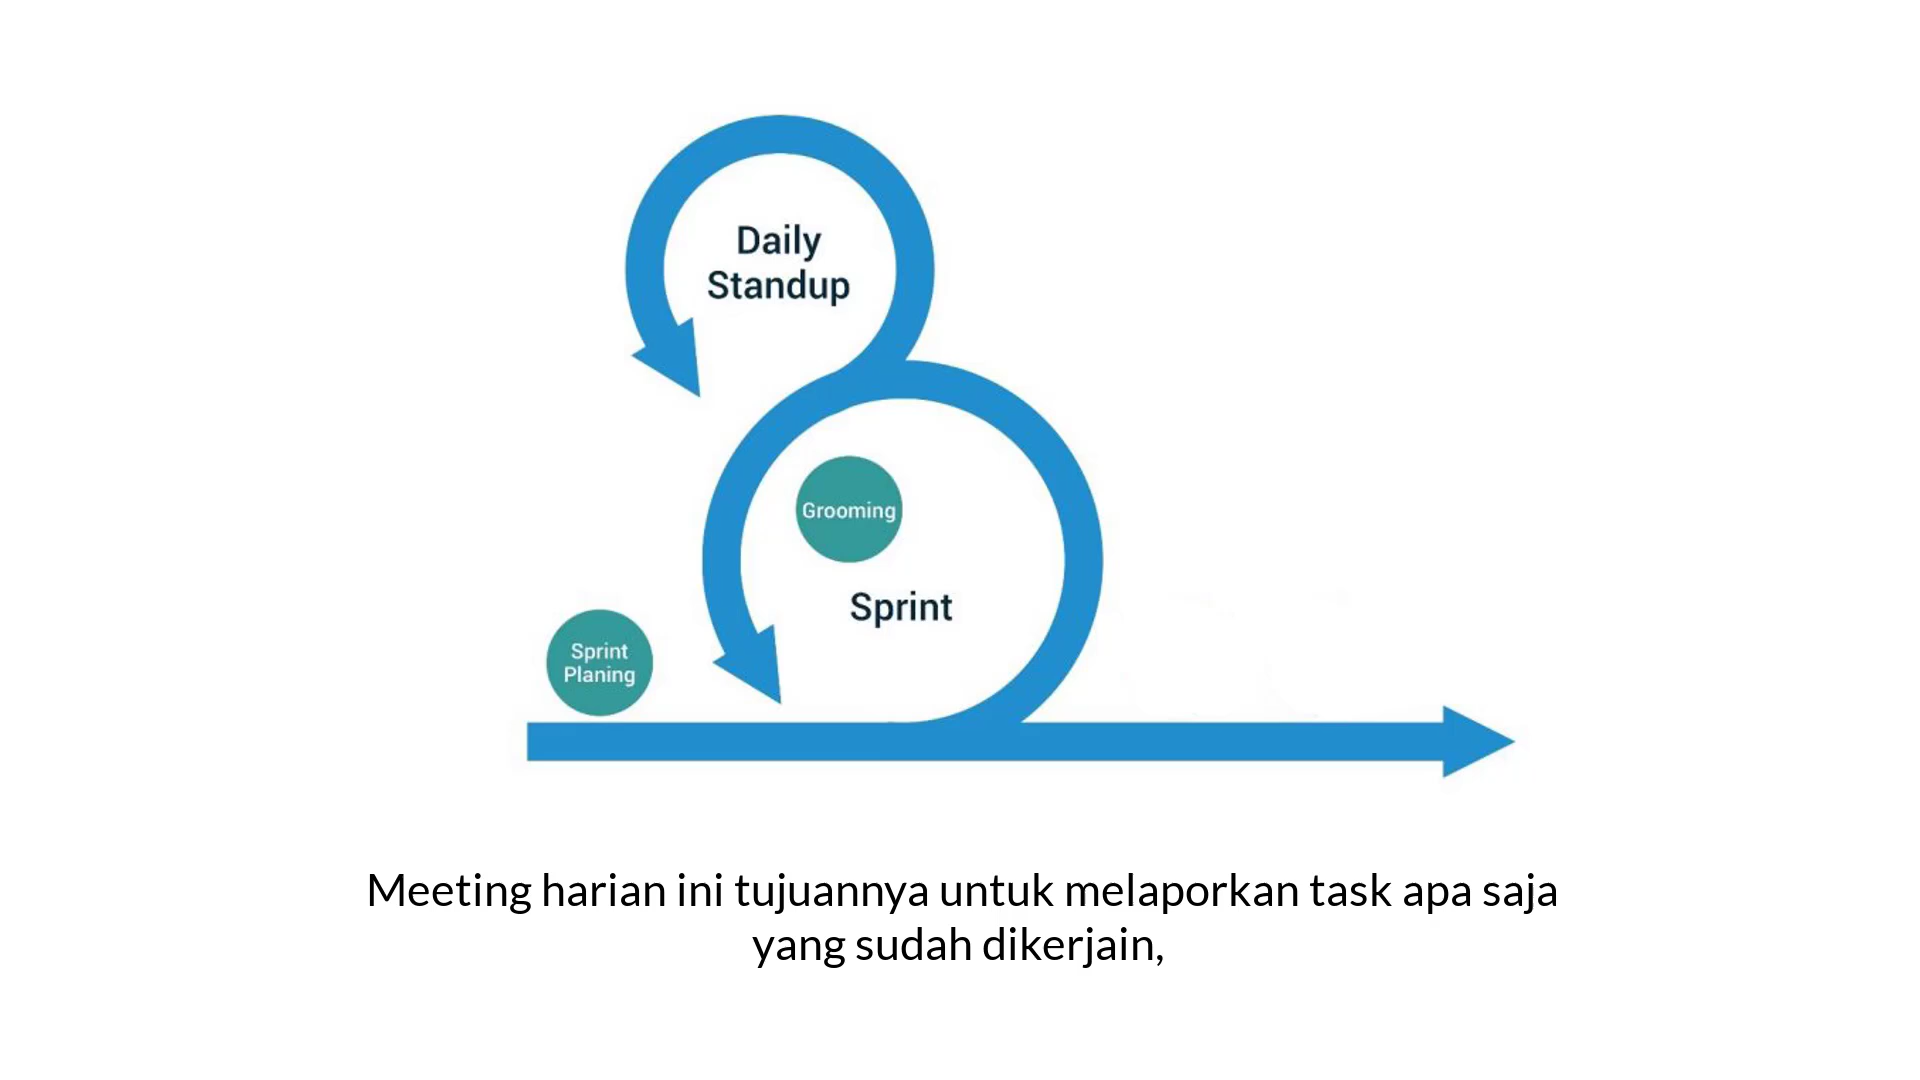 Daily
Standup
Grooming
Sprint
Sprint
Planing
Meeting harian ini tujuannya untuk melaporkan task apa saja
yang sudah dikerjain,